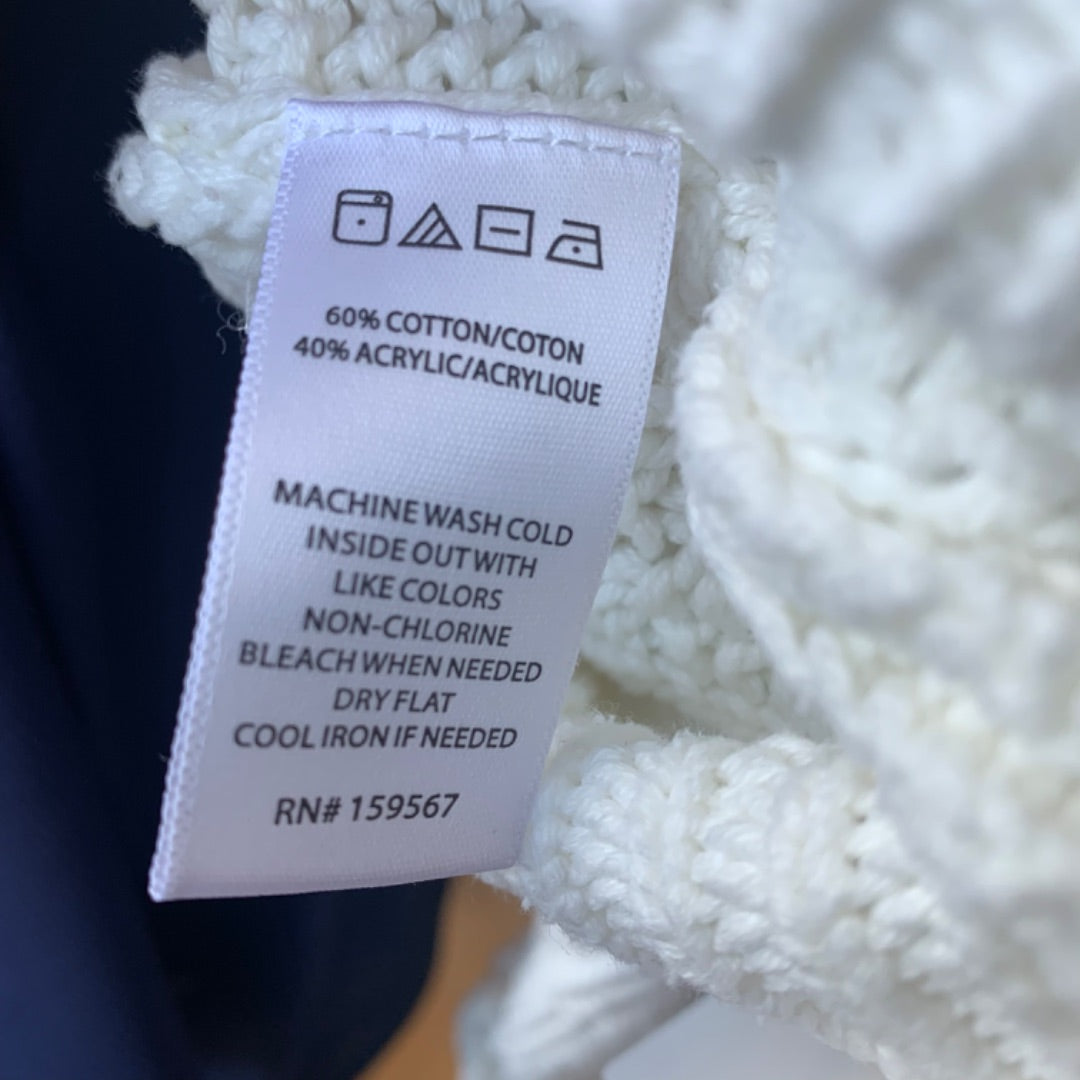 60% COTTON/COTON
40% ACRYLIC/ACRYLIQUE
MACHINE WASH COLD
INSIDE OUT WITH
LIKE COLORS
NON-CHLORINE
BLEACH WHEN NEEDED
DRY FLAT
COOL IRON IF NEEDED
RN# 159567